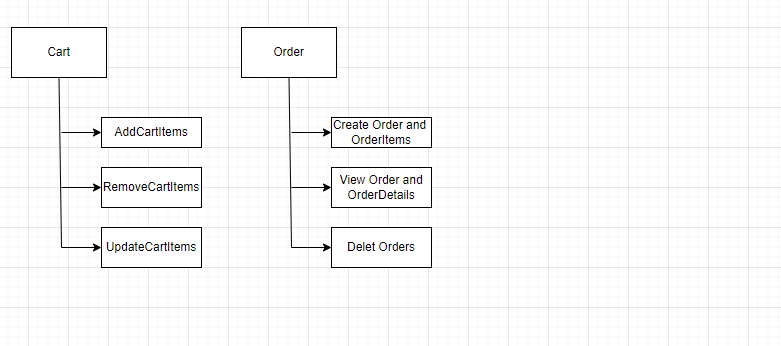 Cart
Order
AddCartItems
Create Order and
OrderItems
RemoveCartItems
View Order and
OrderDetails
UpdateCartItems
Delet Orders